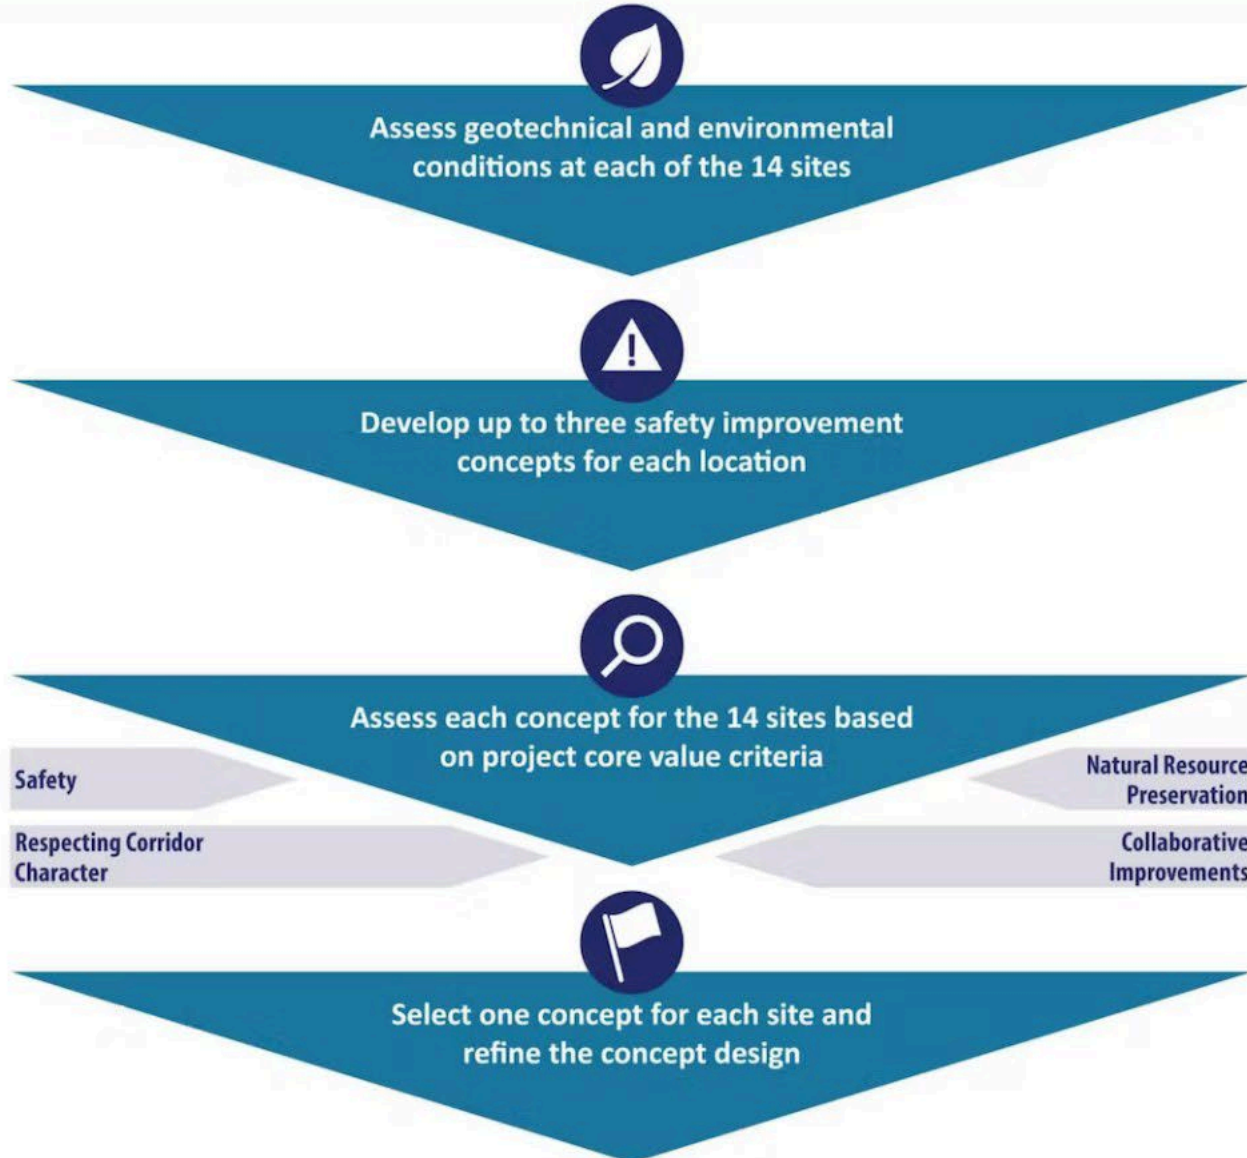 Assess geotechnical and environmental
conditions at each of the 14 sites
Develop up to three safety improvement
concepts for each location
Assess each concept for the 14 sites based
on project core value criteria
Safety
Natural Resource
Preservation
Respecting Corridor
Character
Collaborative
Improvements
Select one concept for each site and
refine the concept design